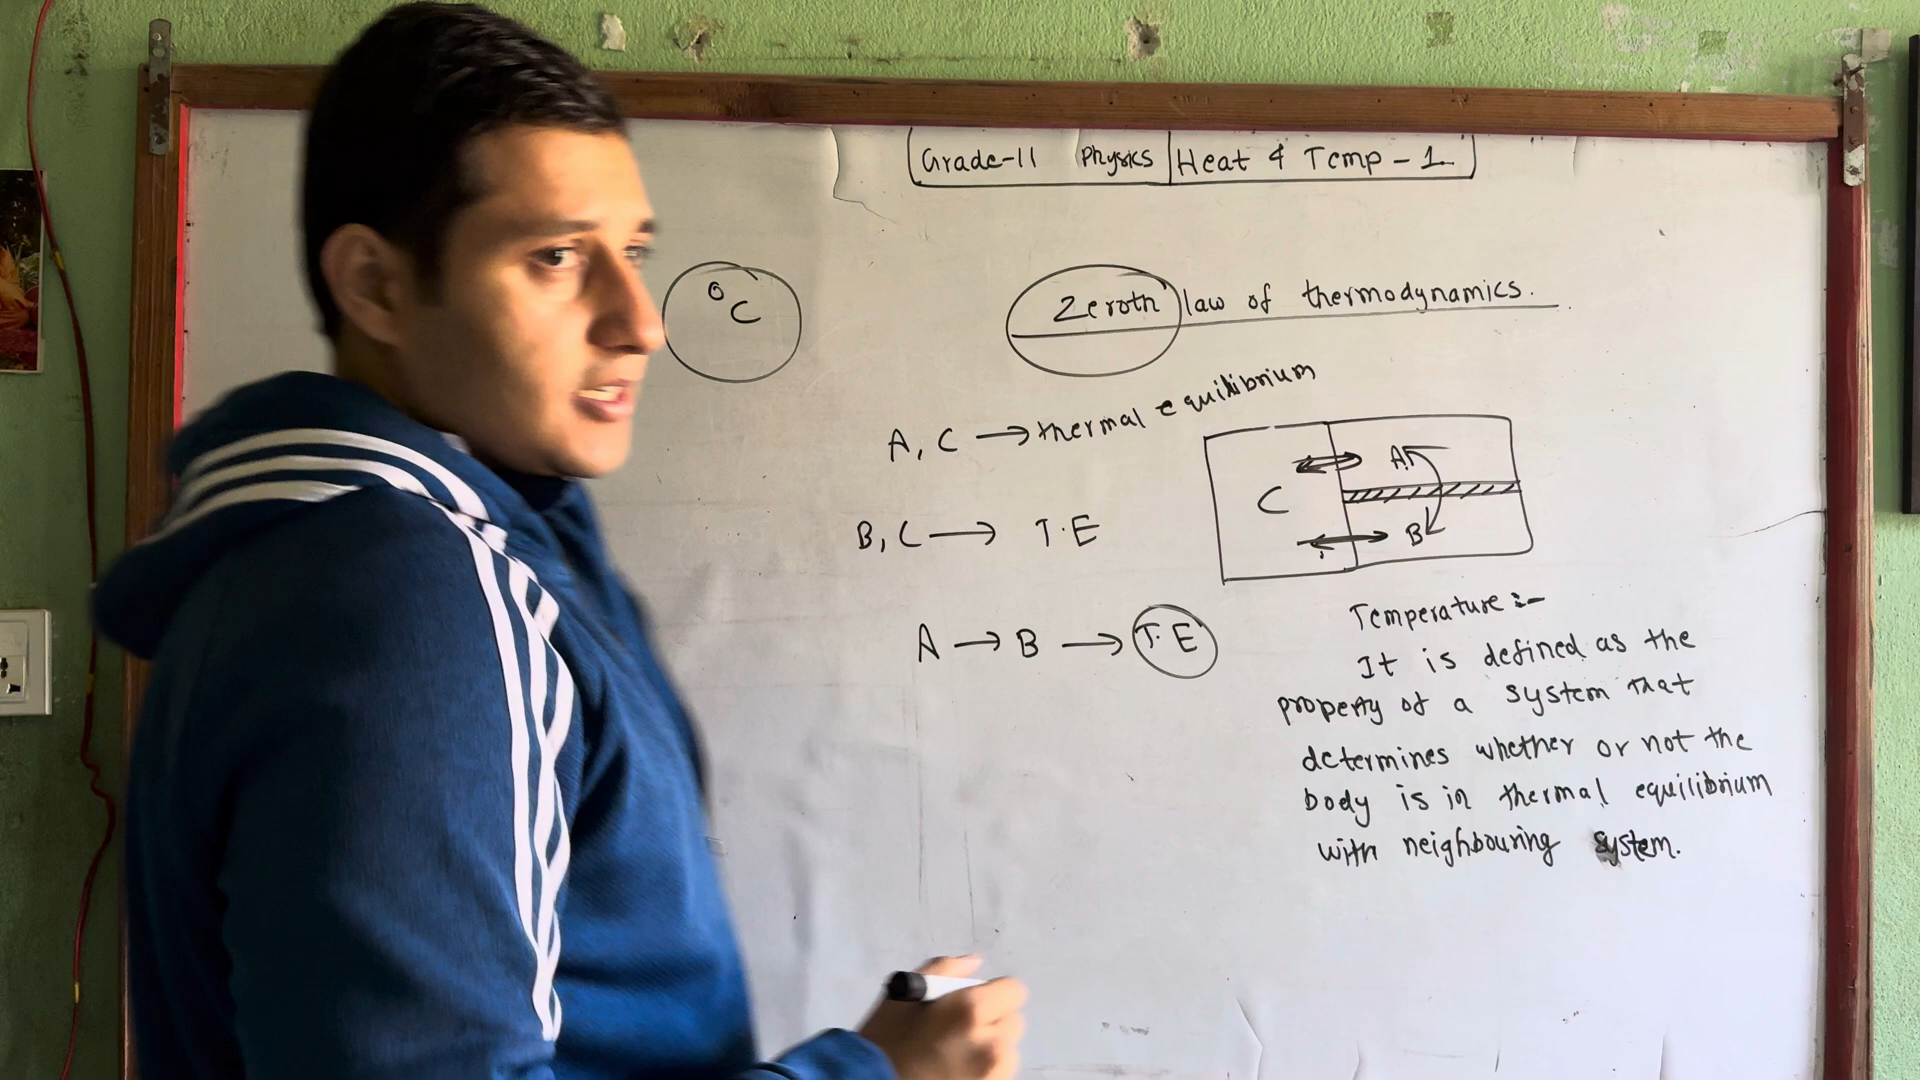 Grade-11 Physics Heat & Temp - 1
°C
Zeroth law of thermodynamics.
A, C → thermal equilibrium
B, C → T.E
A → B → T.E
C
A
B
Temperature :-
It is defined as the
property of a system that
determines whether or not the
body is in thermal equilibrium
with neighbouring system.